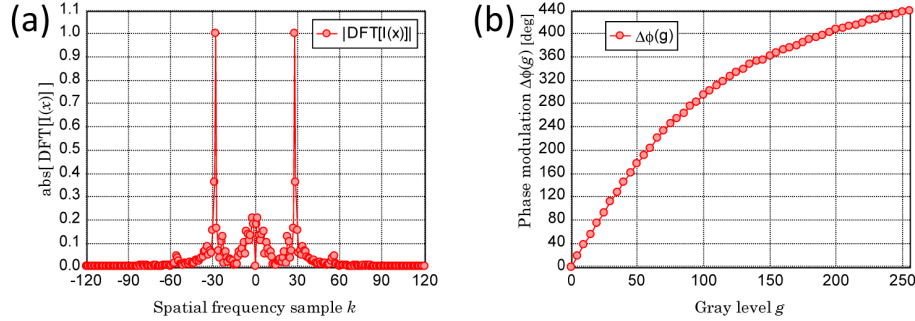 (a)
abs[DFT[I(x)]]
1.1
1.0
0.9
0.8
0.7
0.6
0.5
0.4
0.3
0.2
0.1
0.0
|DFT[I(x)]|
-120 -90 -60 -30 0 30 60 90 120
Spatial frequency sample k
(b)
Phase modulation Δϕ(g) [deg]
440
400
360
320
280
240
200
160
120
80
40
0
Δϕ(g)
0 50 100 150 200 250
Gray level g